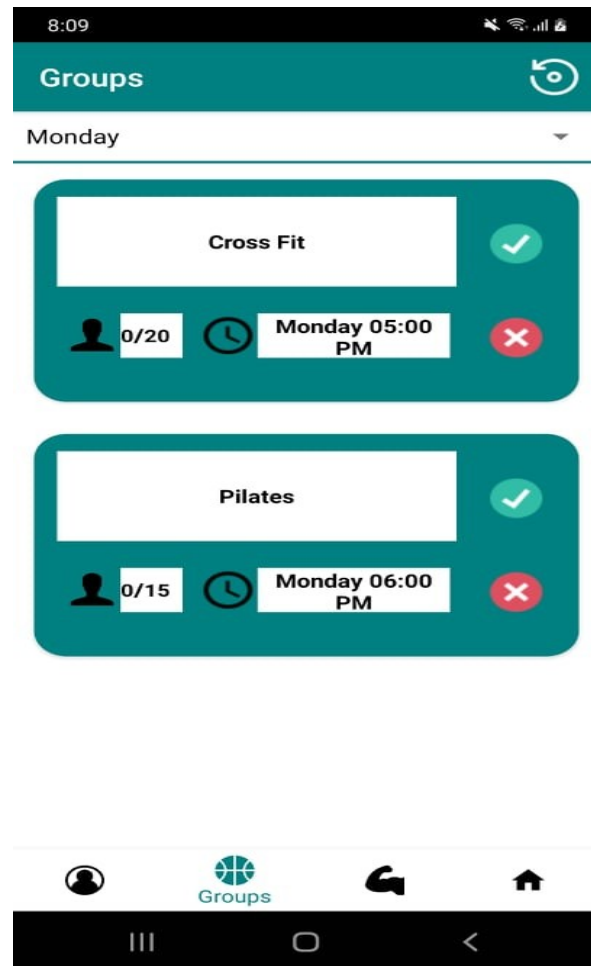 8:09
Groups
Monday
Cross Fit
0/20
Monday 05:00
PM
Pilates
0/15
Monday 06:00
PM
Groups